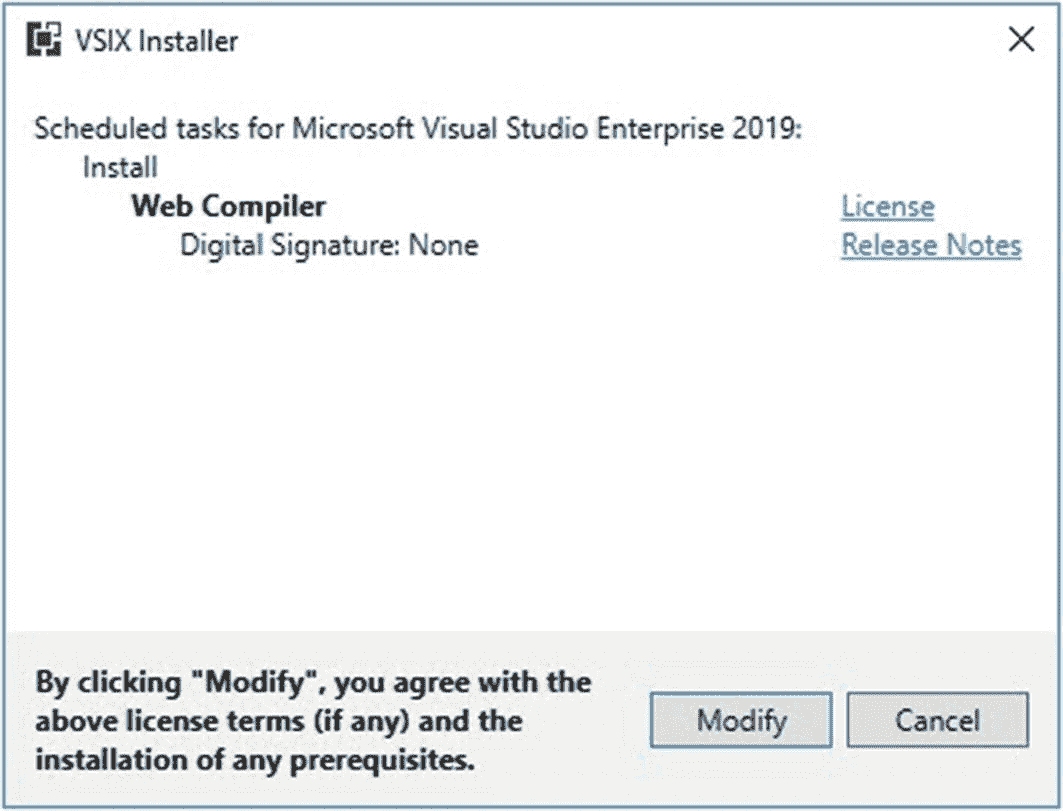 VSIX Installer
Scheduled tasks for Microsoft Visual Studio Enterprise 2019:
Install
Web Compiler
License
Digital Signature: None
Release Notes
By clicking "Modify", you agree with the
above license terms (if any) and the
installation of any prerequisites.
Modify
Cancel